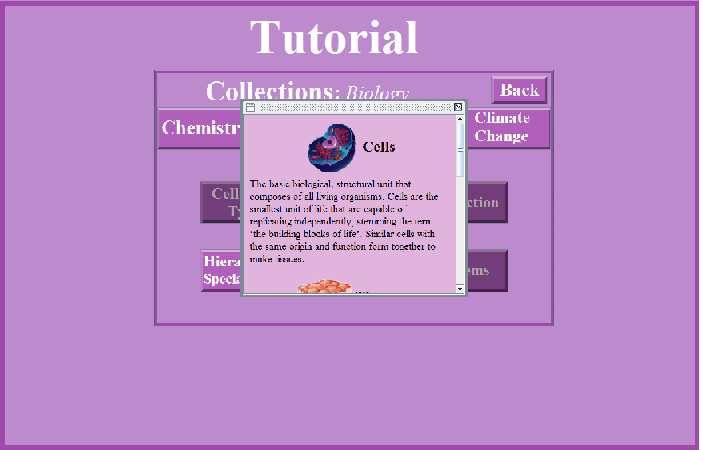 Tutorial
Collections: Biology
Back
Chemistr
Climate
Change
Cells
Cell
T
ction
The basic biological, structural unit that
composes of all living organisms. Cells are the
smallest unit of life that are capable of
replicating independently, stemming the term
"the building blocks of life". Similar cells with
the same origin and function form together to
make tissues.
Hiera
Specia
ems